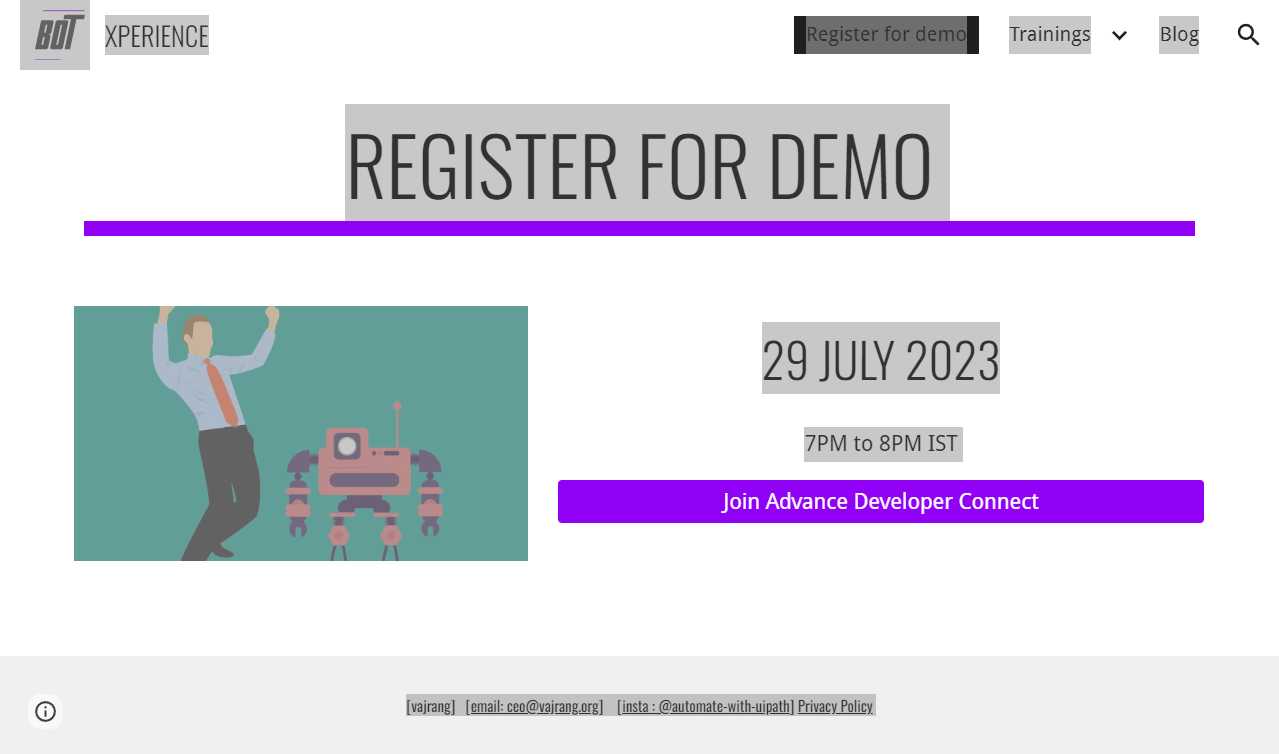 BOT
XPERIENCE
Register for demo
Trainings
Blog
REGISTER FOR DEMO
29 JULY 2023
7PM to 8PM IST
Join Advance Developer Connect
[vajrang] [email: ceo@vajrang.org] [insta : @automate-with-uipath] Privacy Policy